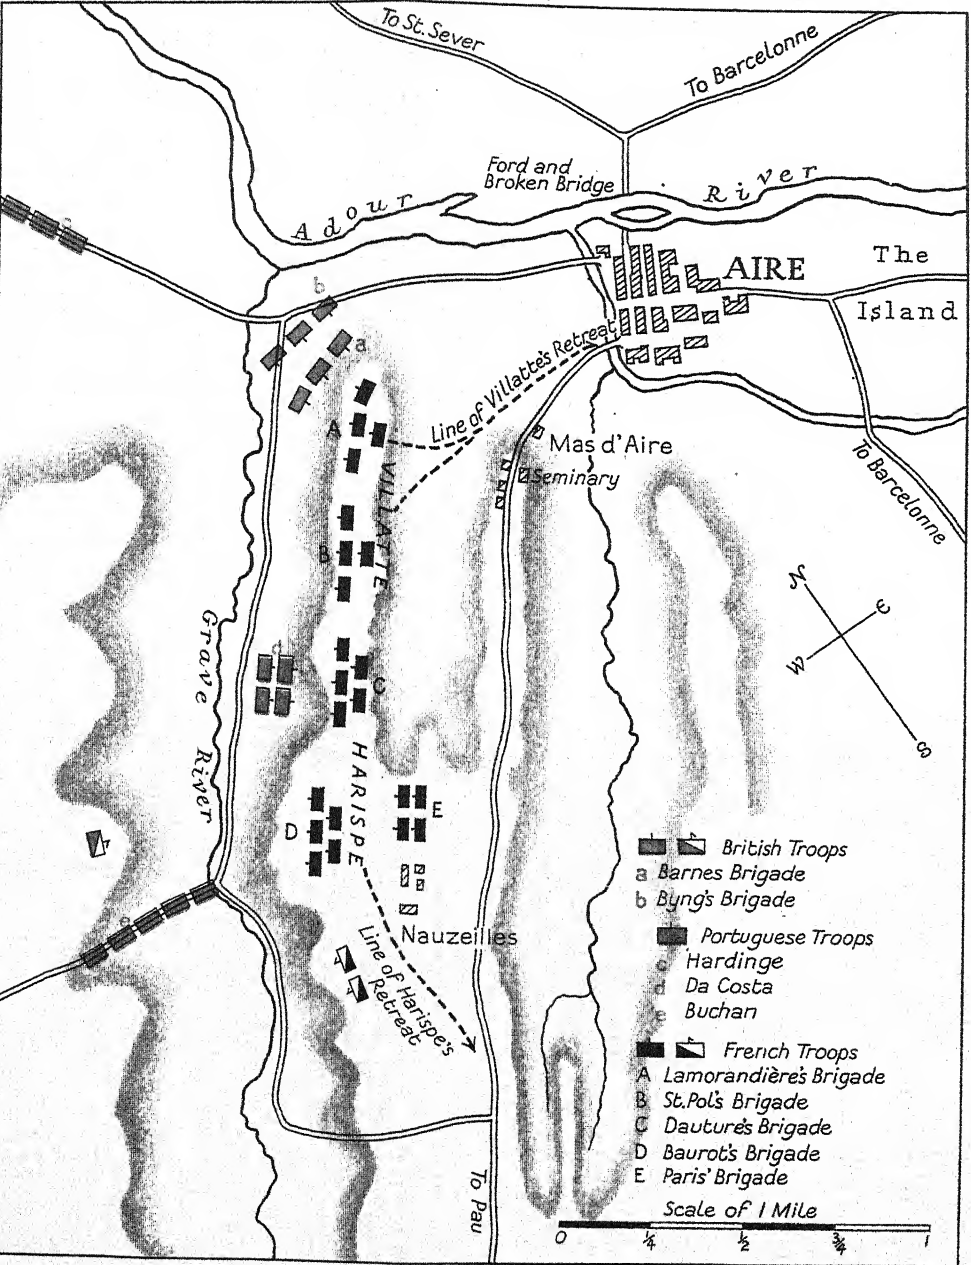 To St. Sever
To Barcelonne
Ford and
Broken Bridge
Adour
River
AIRE
The
Island
b
a
Line of Villatte's Retreat
A
Mas d'Aire
Seminary
To Barcelonne
VILLATTE
B
N
E
W
S
Grave
River
d
C
HARISPE
D
E
e
Nauzeilles
Line of Harispe's
Retreat
To Pau
British Troops
a Barnes Brigade
b Byng's Brigade
Portuguese Troops
c Hardinge
d Da Costa
e Buchan
French Troops
A Lamorandière's Brigade
B St.Pol's Brigade
C Dauture's Brigade
D Baurot's Brigade
E Paris' Brigade
Scale of 1 Mile
0 1/4 1/2 3/4 1